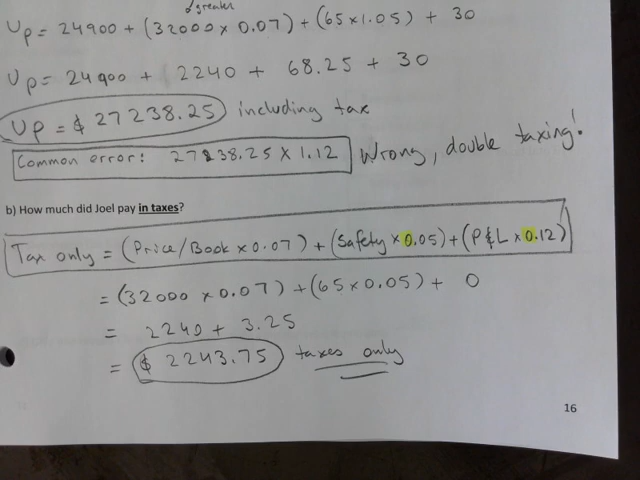 ↙greater
Up = 24900 + (32000 x 0.07) + (65 x 1.05) + 30
Up = 24900 + 2240 + 68.25 + 30
Up = $ 27238.25 including tax
Common error: 27238.25 x 1.12 Wrong, double taxing!
b) How much did Joel pay in taxes?
Tax only = (Price/Book x 0.07) + (Safety x 0.05) + (P&L x 0.12)
= (32000 x 0.07) + (65 x 0.05) + 0
= 2240 + 3.25
= $ 2243.75 taxes only
16